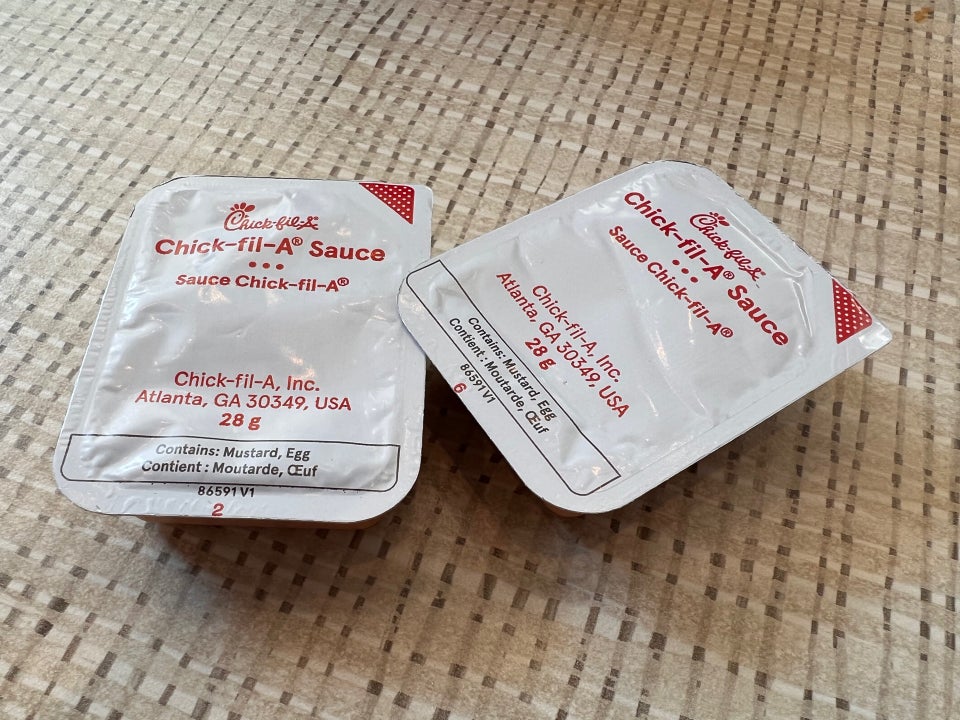 Chick-fil-A
Chick-fil-A® Sauce
Sauce Chick-fil-A®
Chick-fil-A, Inc.
Atlanta, GA 30349, USA
28 g
Contains: Mustard, Egg
Contient : Moutarde, Œuf
86591V1
2
Chick-fil-A
Chick-fil-A® Sauce
Sauce Chick-fil-A®
Chick-fil-A, Inc.
Atlanta, GA 30349, USA
28 g
Contains: Mustard, Egg
Contient : Moutarde, Œuf
86591V1
6